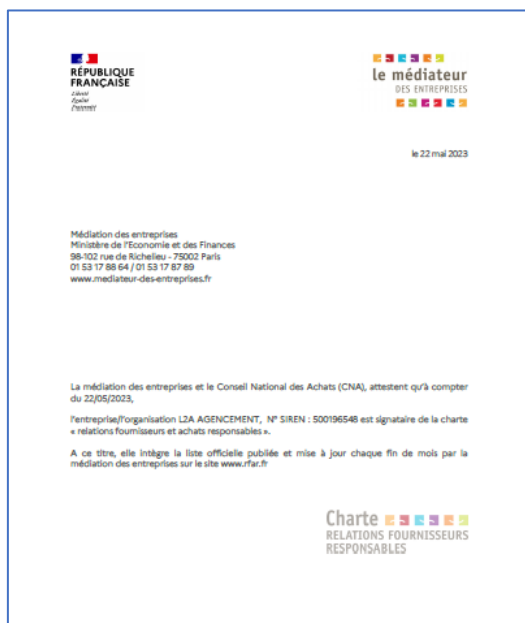 RÉPUBLIQUE
FRANÇAISE
Liberté
Égalité
Fraternité
le médiateur
DES ENTREPRISES
le 22 mai 2023
Médiation des entreprises
Ministère de l'Economie et des Finances
98-102 rue de Richelieu - 75002 Paris
01 53 17 88 64 / 01 53 17 87 89
www.mediateur-des-entreprises.fr
La médiation des entreprises et le Conseil National des Achats (CNA), attestent qu'à compter
du 22/05/2023,
l'entreprise/l'organisation L2A AGENCEMENT, N° SIREN : 500196548 est signataire de la charte
« relations fournisseurs et achats responsables ».
A ce titre, elle intègre la liste officielle publiée et mise à jour chaque fin de mois par la
médiation des entreprises sur le site www.rfar.fr
Charte
RELATIONS FOURNISSEURS
RESPONSABLES